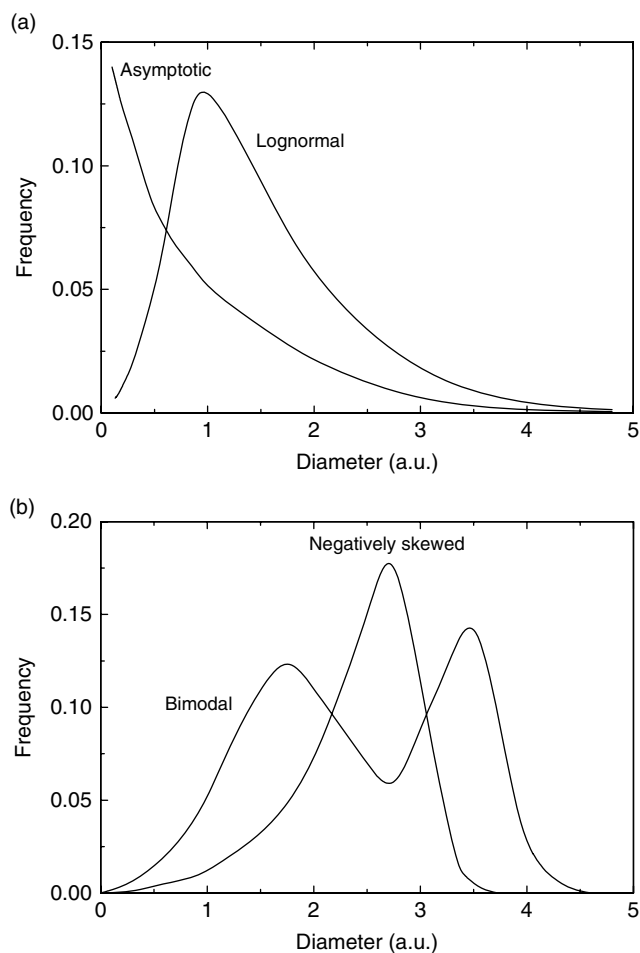 (a)
0.15
Asymptotic
Lognormal
0.10
Frequency
0.05
0.00
0 1 2 3 4 5
Diameter (a.u.)
(b)
0.20
Negatively skewed
0.15
Bimodal
0.10
Frequency
0.05
0.00
0 1 2 3 4 5
Diameter (a.u.)